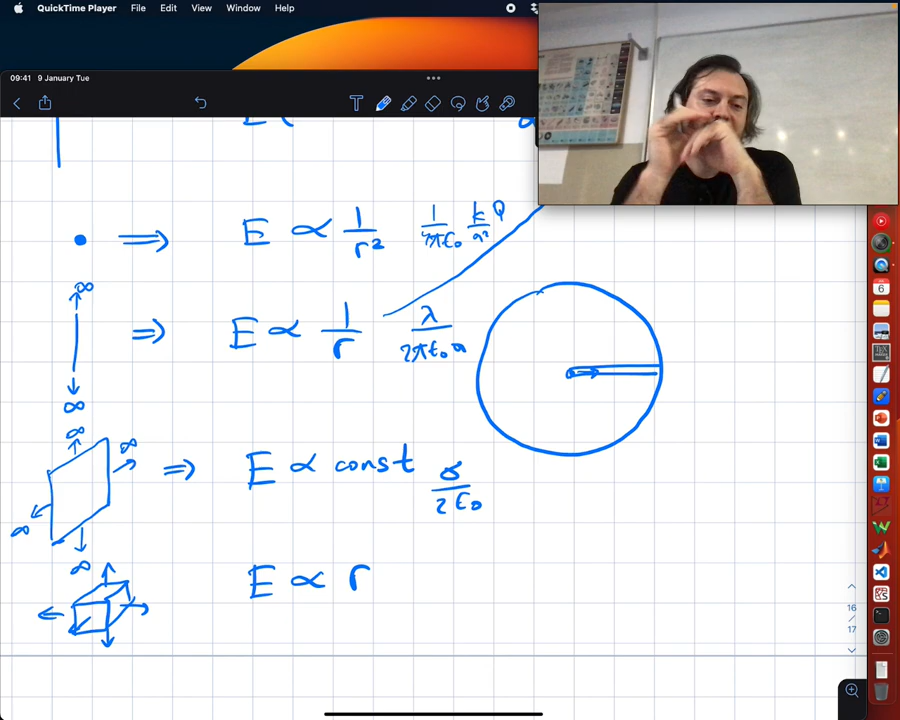 QuickTime Player File Edit View Window Help
09:41 9 January Tue
E (
⇒ E ∝ 1/r² 1/4πε₀ k/r² Q
∞
⇒ E ∝ 1/r λ/2πε₀r
∞
∞ ∞
⇒ E ∝ const σ/2ε₀
∞
∞
E ∝ r
16
/
17